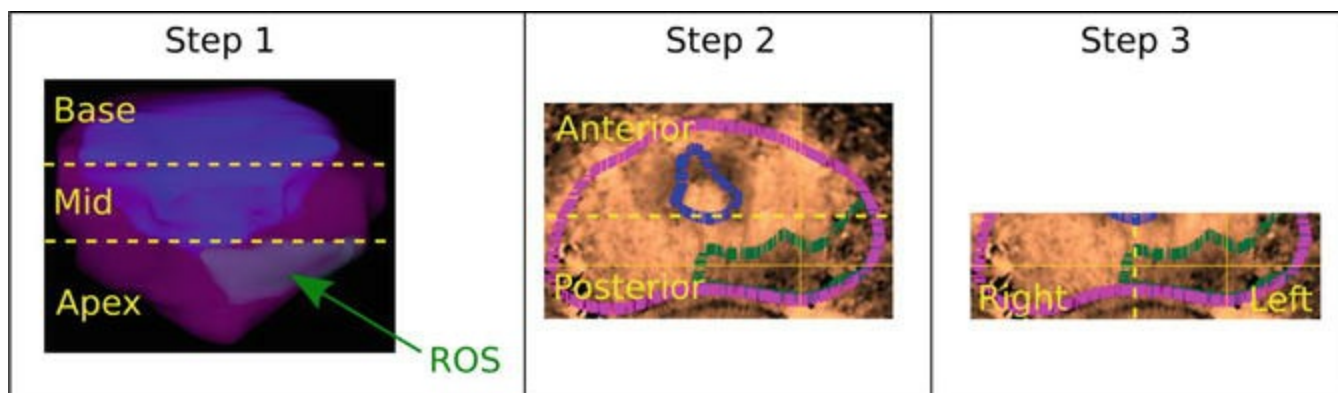 Step 1
Base
Mid
Apex
ROS
Step 2
Anterior
Posterior
Step 3
Right
Left